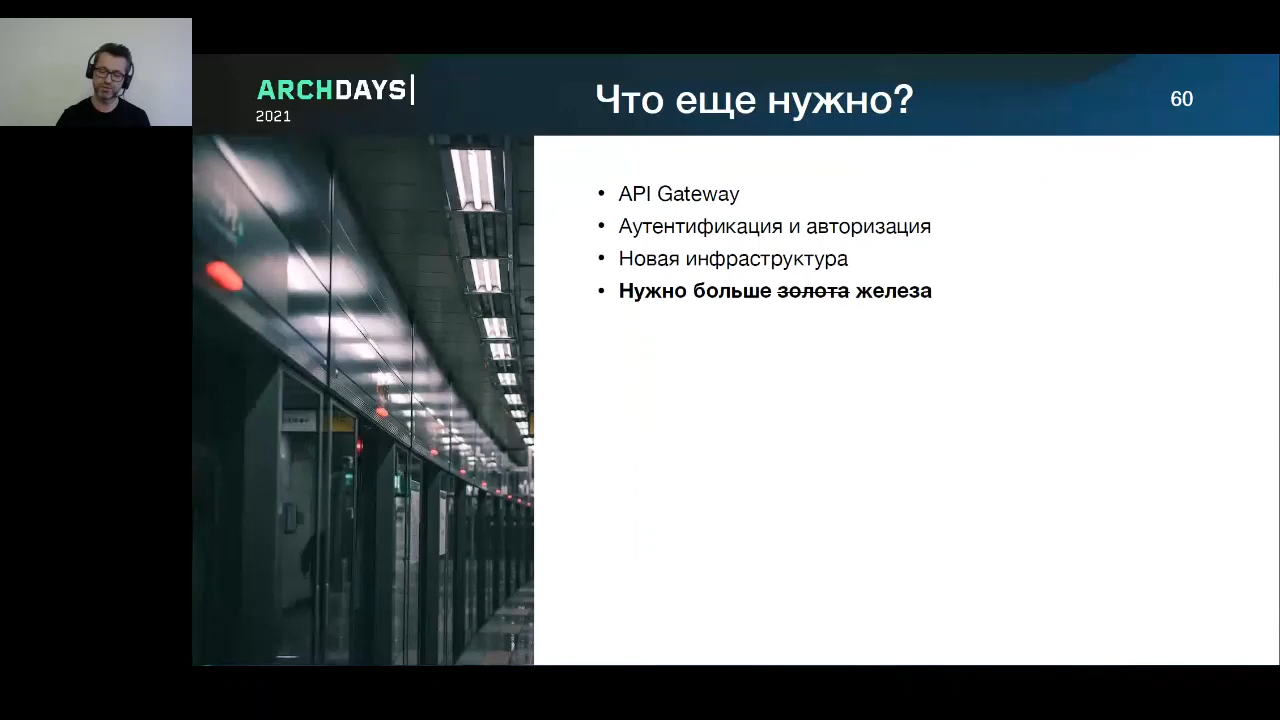 ARCHDAYS
2021
Что еще нужно?
60
• API Gateway
• Аутентификация и авторизация
• Новая инфраструктура
• Нужно больше золота железа